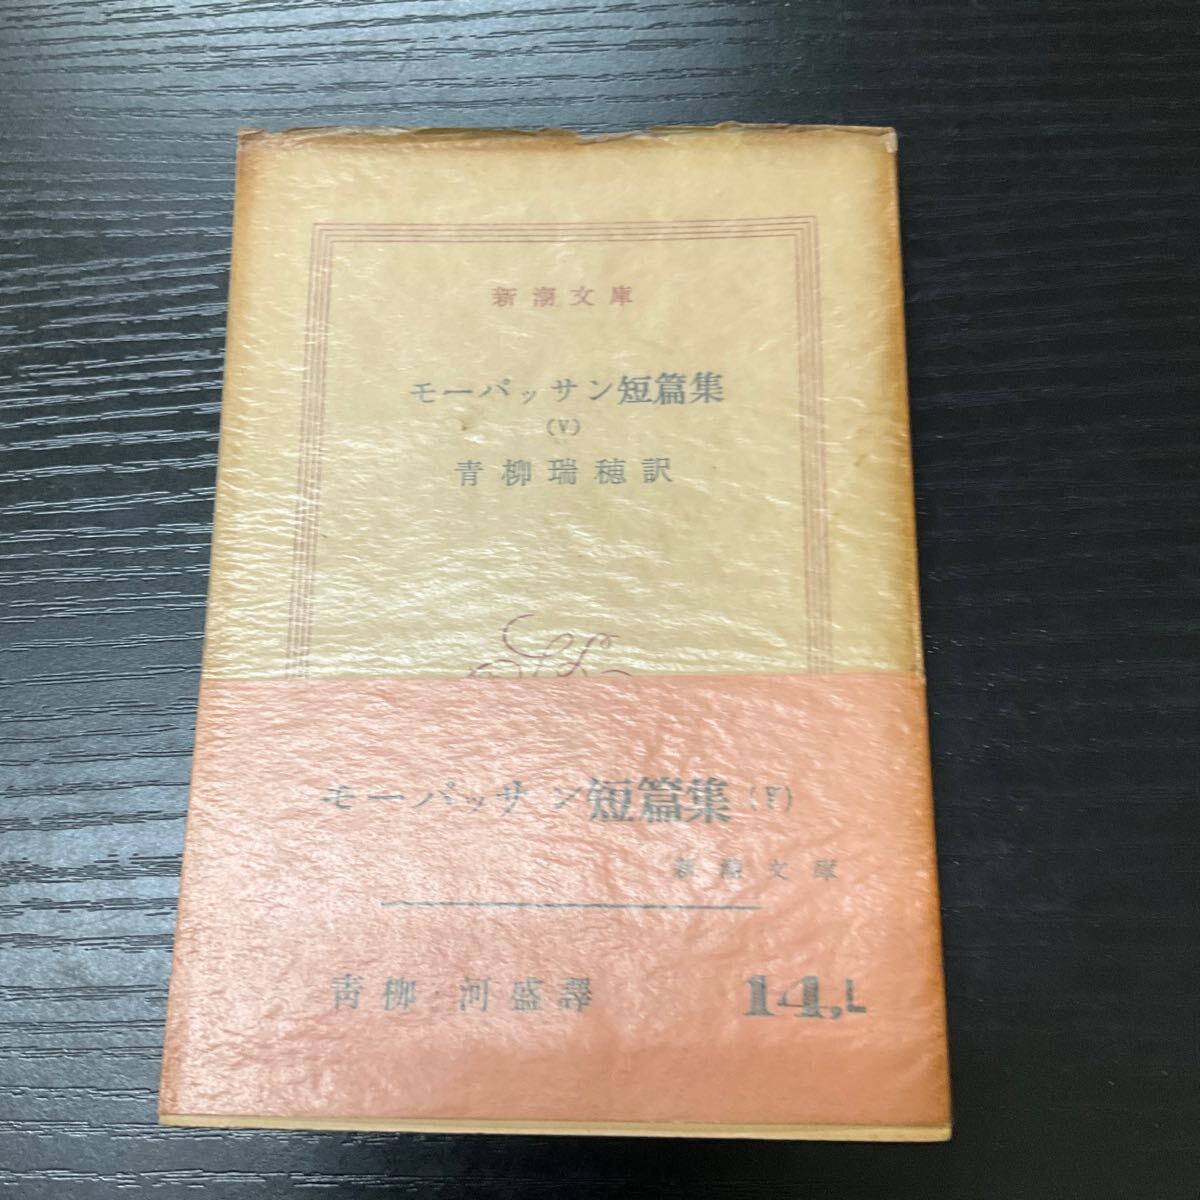 新潮文庫
モーパッサン短篇集
(V)
青柳瑞穂訳
モーパッサン短篇集(V)
新潮文庫
靑柳・河盛譯
14,L